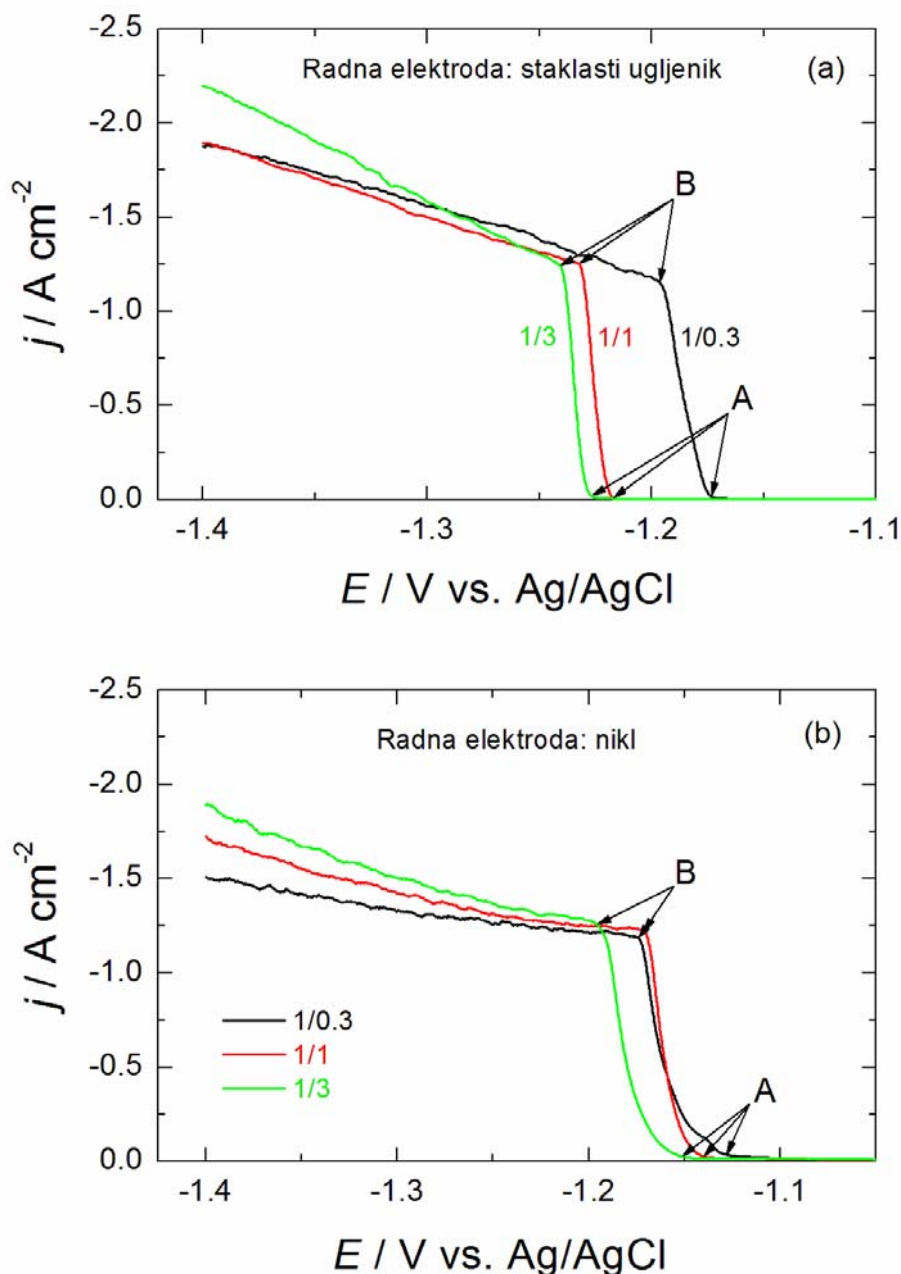 -2.5
Radna elektroda: staklasti ugljenik
(a)
-2.0
B
-1.5
j / A cm-2
-1.0
1/3
1/1
1/0.3
A
-0.5
0.0
-1.4
-1.3
-1.2
-1.1
E / V vs. Ag/AgCl
-2.5
Radna elektroda: nikl
(b)
-2.0
B
-1.5
j / A cm-2
-1.0
1/0.3
1/1
1/3
A
-0.5
0.0
-1.4
-1.3
-1.2
-1.1
E / V vs. Ag/AgCl